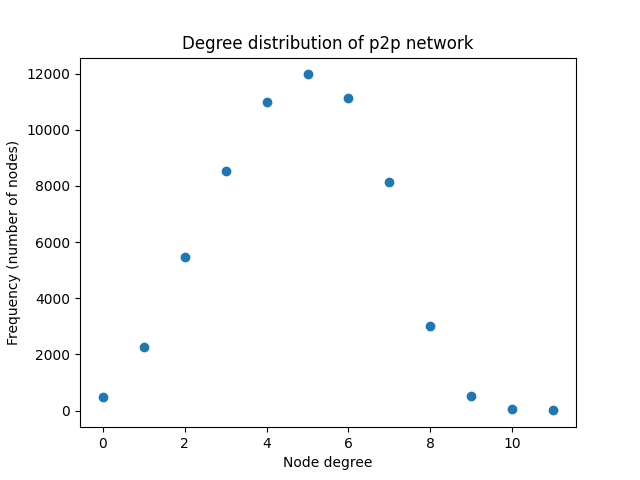 Degree distribution of p2p network
12000
10000
8000
6000
4000
2000
0
Frequency (number of nodes)
0 2 4 6 8 10
Node degree